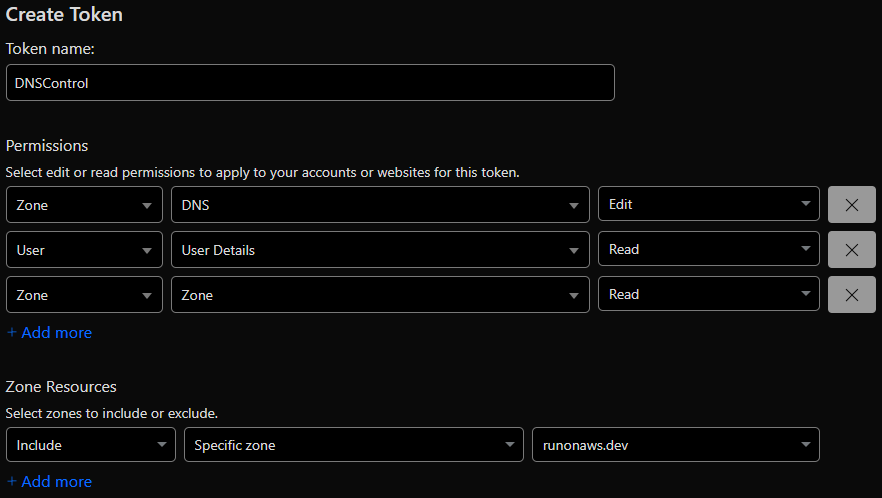 Create Token
Token name:
DNSControl
Permissions
Select edit or read permissions to apply to your accounts or websites for this token.
Zone DNS Edit
User User Details Read
Zone Zone Read
+ Add more
Zone Resources
Select zones to include or exclude.
Include Specific zone runonaws.dev
+ Add more